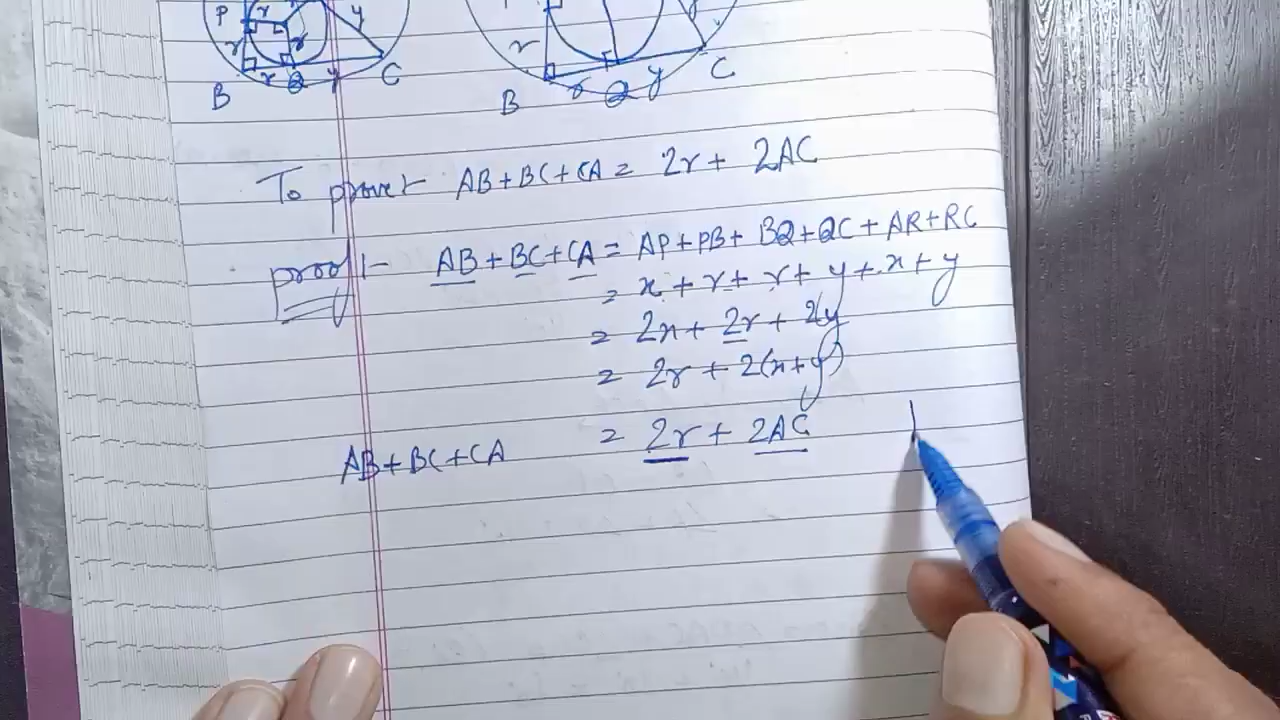 P r y
r r
B r Q y C
r
B r Q y C
To prove:- AB+BC+CA = 2r+ 2AC
proof:- AB+BC+CA = AP+PB+ BQ+QC+AR+RC
= x+r+r+y+x+y
= 2x+2r+2y
= 2r+2(x+y)
AB+BC+CA = 2r+2AC